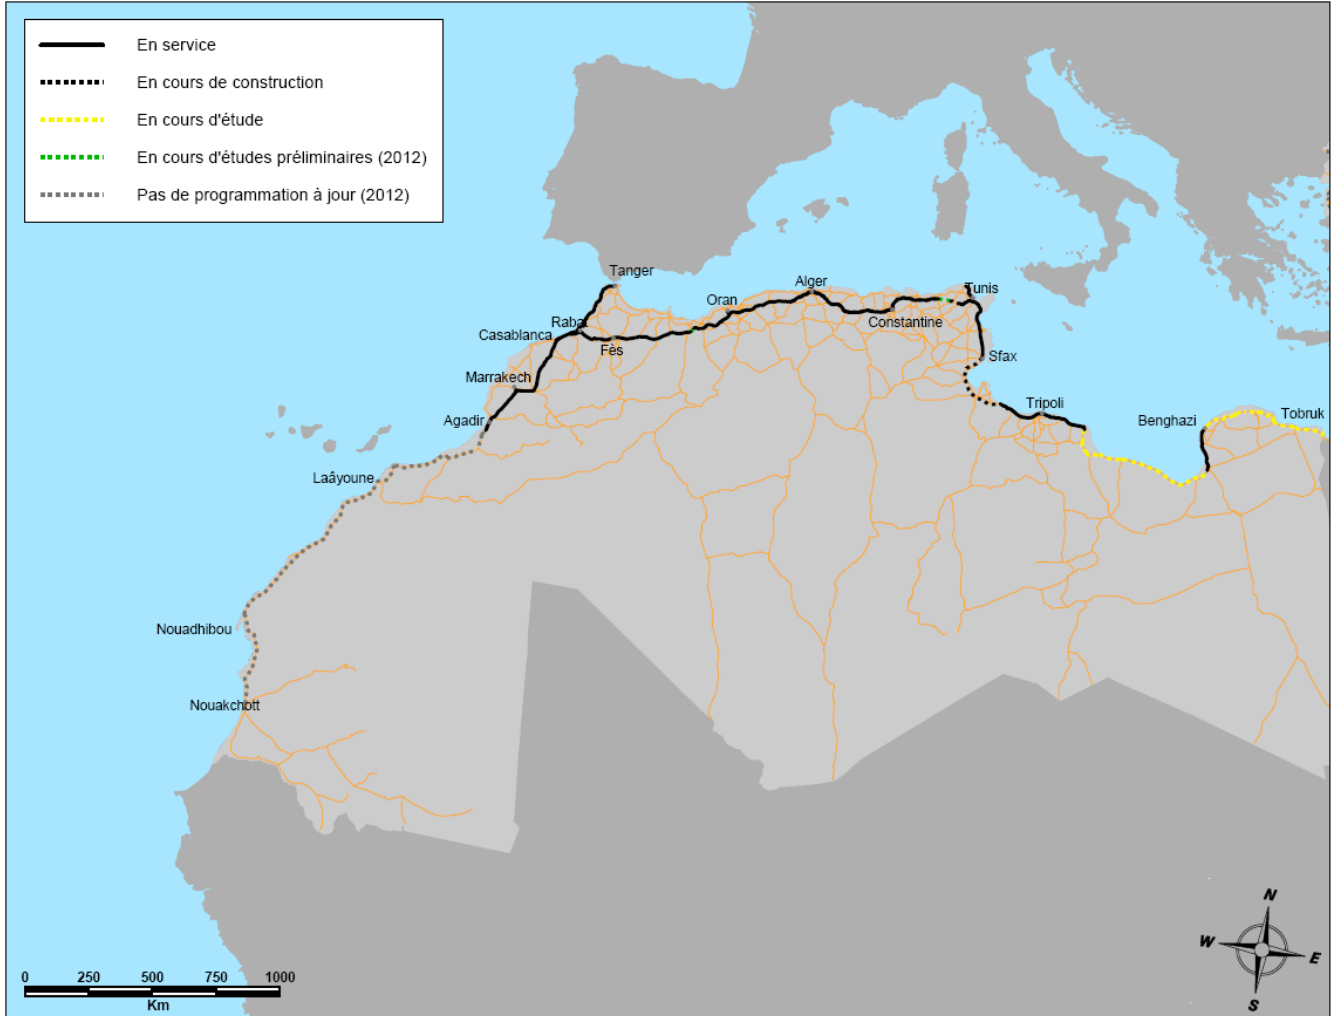 En service
En cours de construction
En cours d'étude
En cours d'études préliminaires (2012)
Pas de programmation à jour (2012)
Tanger
Alger
Tunis
Oran
Raba
Constantine
Casablanca
Fès
Sfax
Marrakech
Tripoli
Agadir
Benghazi
Tobruk
Laâyoune
Nouadhibou
Nouakchott
N
W
E
S
0 250 500 750 1000
Km